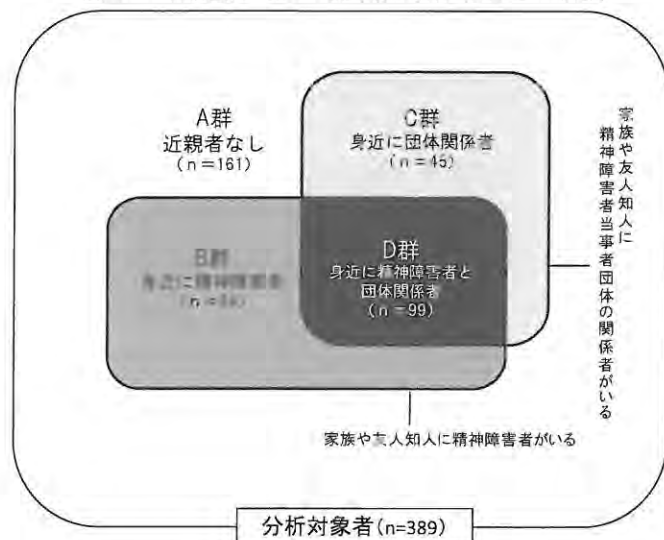 A群
近親者なし
(n=161)
C群
身近に団体関係者
(n=45)
B群
身近に精神障害者
D群
身近に精神障害者と
団体関係者
(n=99)
家族や友人知人に
精神障害者当事者団体の関係者がいる
家族や友人知人に精神障害者がいる
分析対象者(n=389)